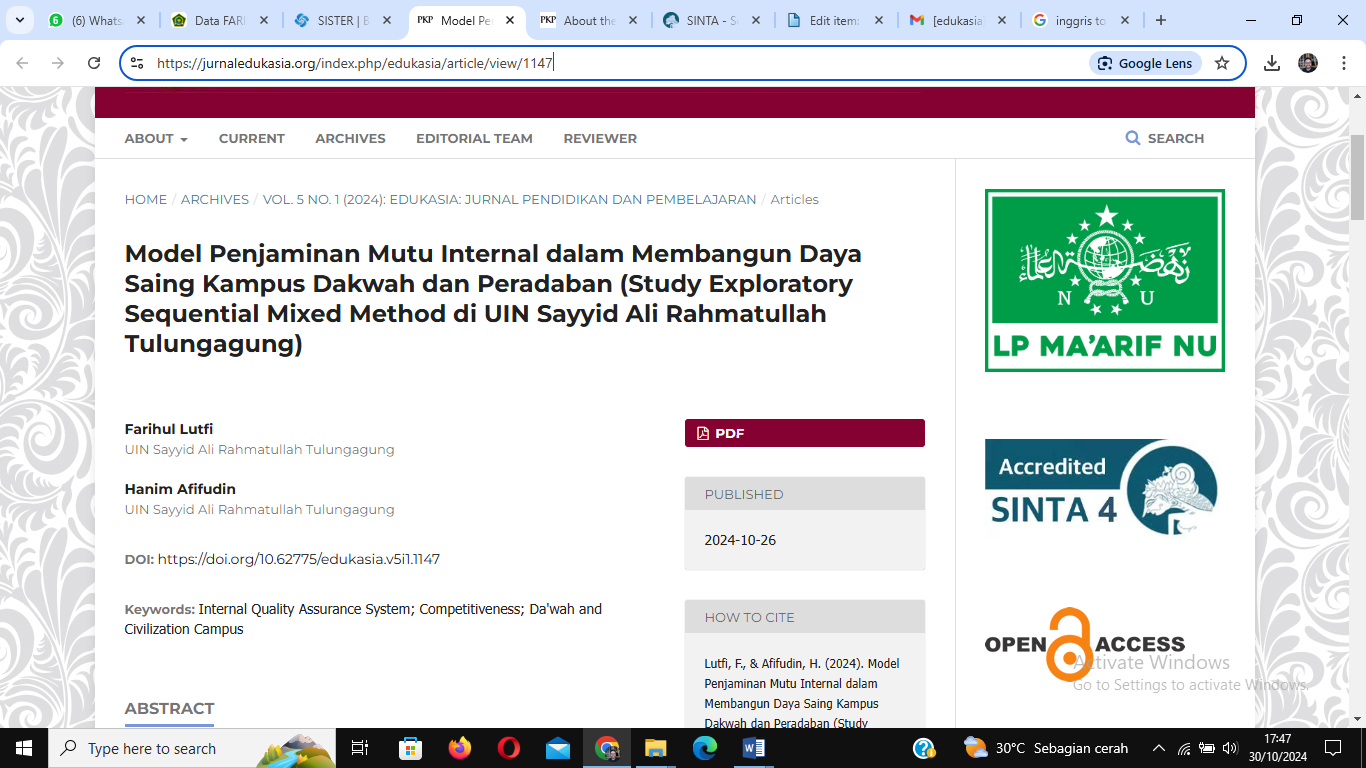 (6) Whats
Data FARI
SISTER | B
PKP Model Pe
PKP About the
SINTA - S
Edit item:
[edukasia
inggris to
https://jurnaledukasia.org/index.php/edukasia/article/view/1147
Google Lens
ABOUT
CURRENT
ARCHIVES
EDITORIAL TEAM
REVIEWER
SEARCH
HOME / ARCHIVES / VOL. 5 NO. 1 (2024): EDUKASIA: JURNAL PENDIDIKAN DAN PEMBELAJARAN / Articles
Model Penjaminan Mutu Internal dalam Membangun Daya
Saing Kampus Dakwah dan Peradaban (Study Exploratory
Sequential Mixed Method di UIN Sayyid Ali Rahmatullah
Tulungagung)
Farihul Lutfi
UIN Sayyid Ali Rahmatullah Tulungagung
Hanim Afifudin
UIN Sayyid Ali Rahmatullah Tulungagung
DOI: https://doi.org/10.62775/edukasia.v5i1.1147
Keywords: Internal Quality Assurance System; Competitiveness; Da'wah and
Civilization Campus
ABSTRACT
PDF
PUBLISHED
2024-10-26
HOW TO CITE
Lutfi, F., & Afifudin, H. (2024). Model
Penjaminan Mutu Internal dalam
Membangun Daya Saing Kampus
Dakwah dan Peradaban (Study
نهضة العلماء
N U
LP MA'ARIF NU
Accredited
SINTA 4
OPEN ACCESS
Activate Windows
Go to Settings to activate Windows.
Type here to search
30°C Sebagian cerah
17:47
30/10/2024